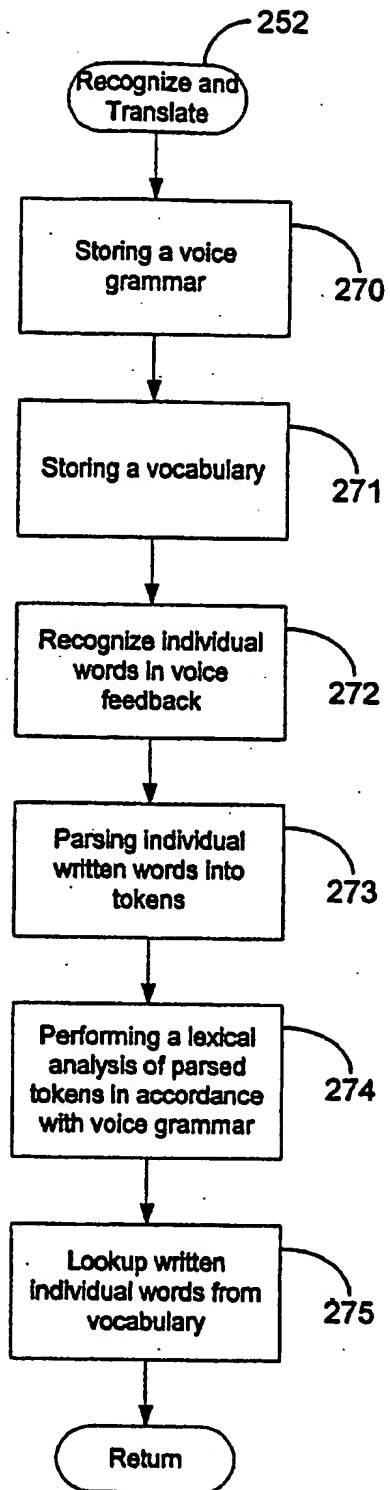 252
Recognize and
Translate
Storing a voice
grammar
270
Storing a vocabulary
271
Recognize individual
words in voice
feedback
272
Parsing individual
written words into
tokens
273
Performing a lexical
analysis of parsed
tokens in accordance
with voice grammar
274
Lookup written
individual words from
vocabulary
275
Return